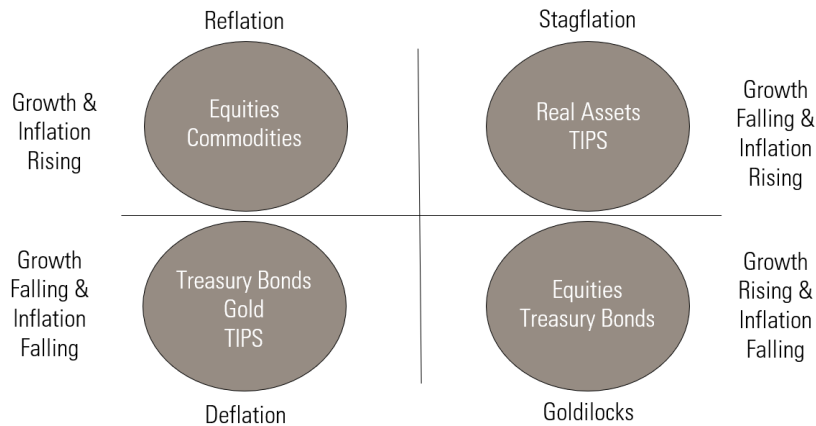 Reflation
Stagflation
Growth &
Inflation
Rising
Equities
Commodities
Real Assets
TIPS
Growth
Falling &
Inflation
Rising
Growth
Falling &
Inflation
Falling
Treasury Bonds
Gold
TIPS
Equities
Treasury Bonds
Growth
Rising &
Inflation
Falling
Deflation
Goldilocks